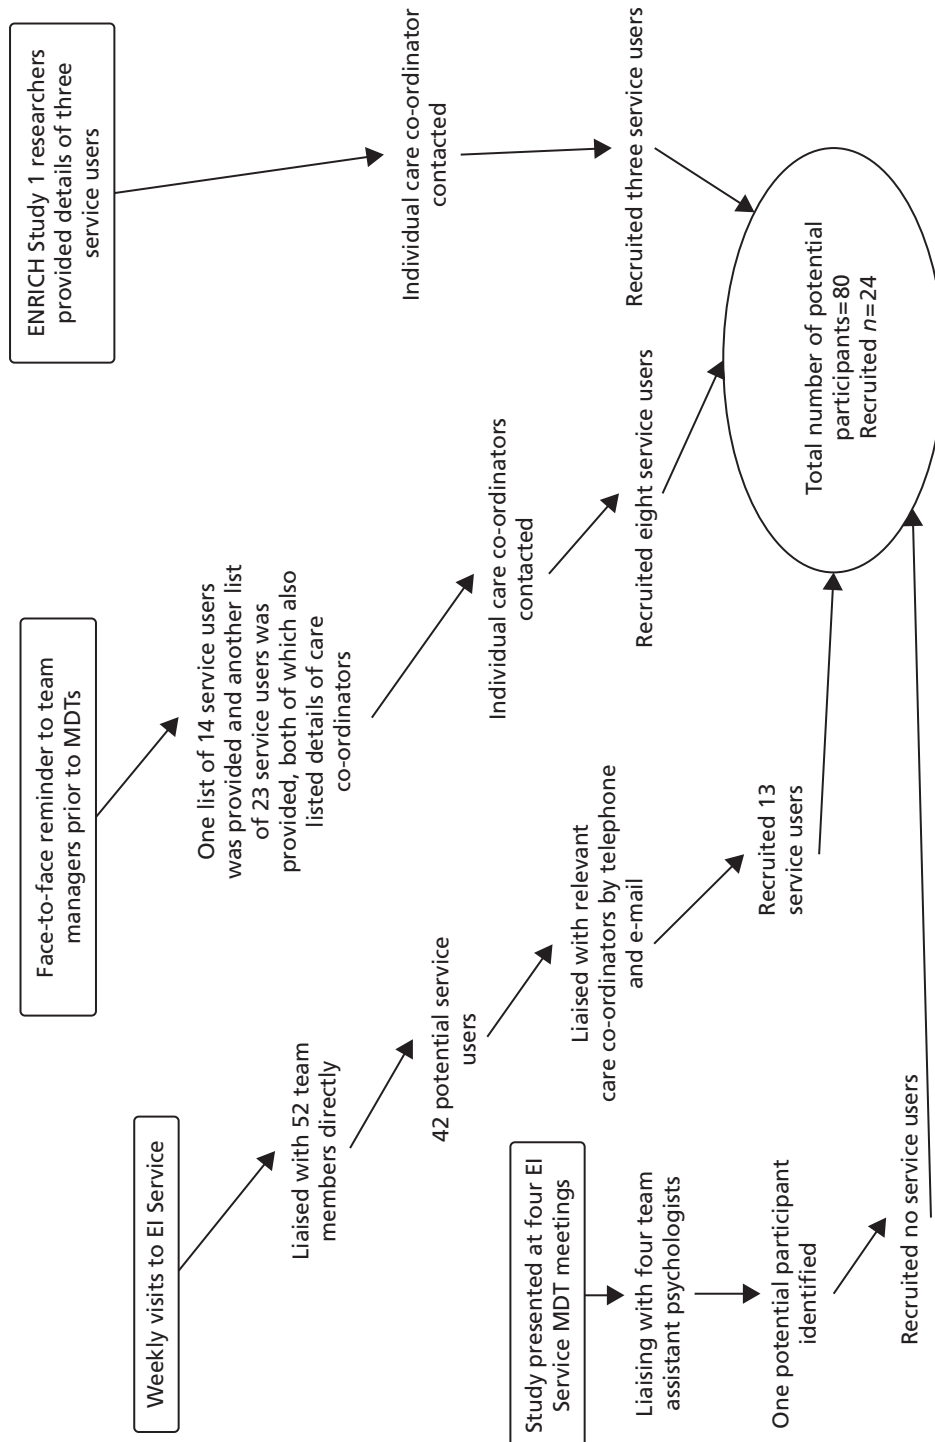 Study presented at four EI
Service MDT meetings
Liaising with four team
assistant psychologists
One potential participant
identified
Recruited no service users
Weekly visits to EI Service
Liaised with 52 team
members directly
42 potential service
users
Liaised with relevant
care co-ordinators by telephone
and e-mail
Recruited 13
service users
Face-to-face reminder to team
managers prior to MDTs
One list of 14 service users
was provided and another list
of 23 service users was
provided, both of which also
listed details of care
co-ordinators
Individual care co-ordinators
contacted
Recruited eight service users
ENRICH Study 1 researchers
provided details of three
service users
Individual care co-ordinator
contacted
Recruited three service users
Total number of potential
participants=80
Recruited n=24